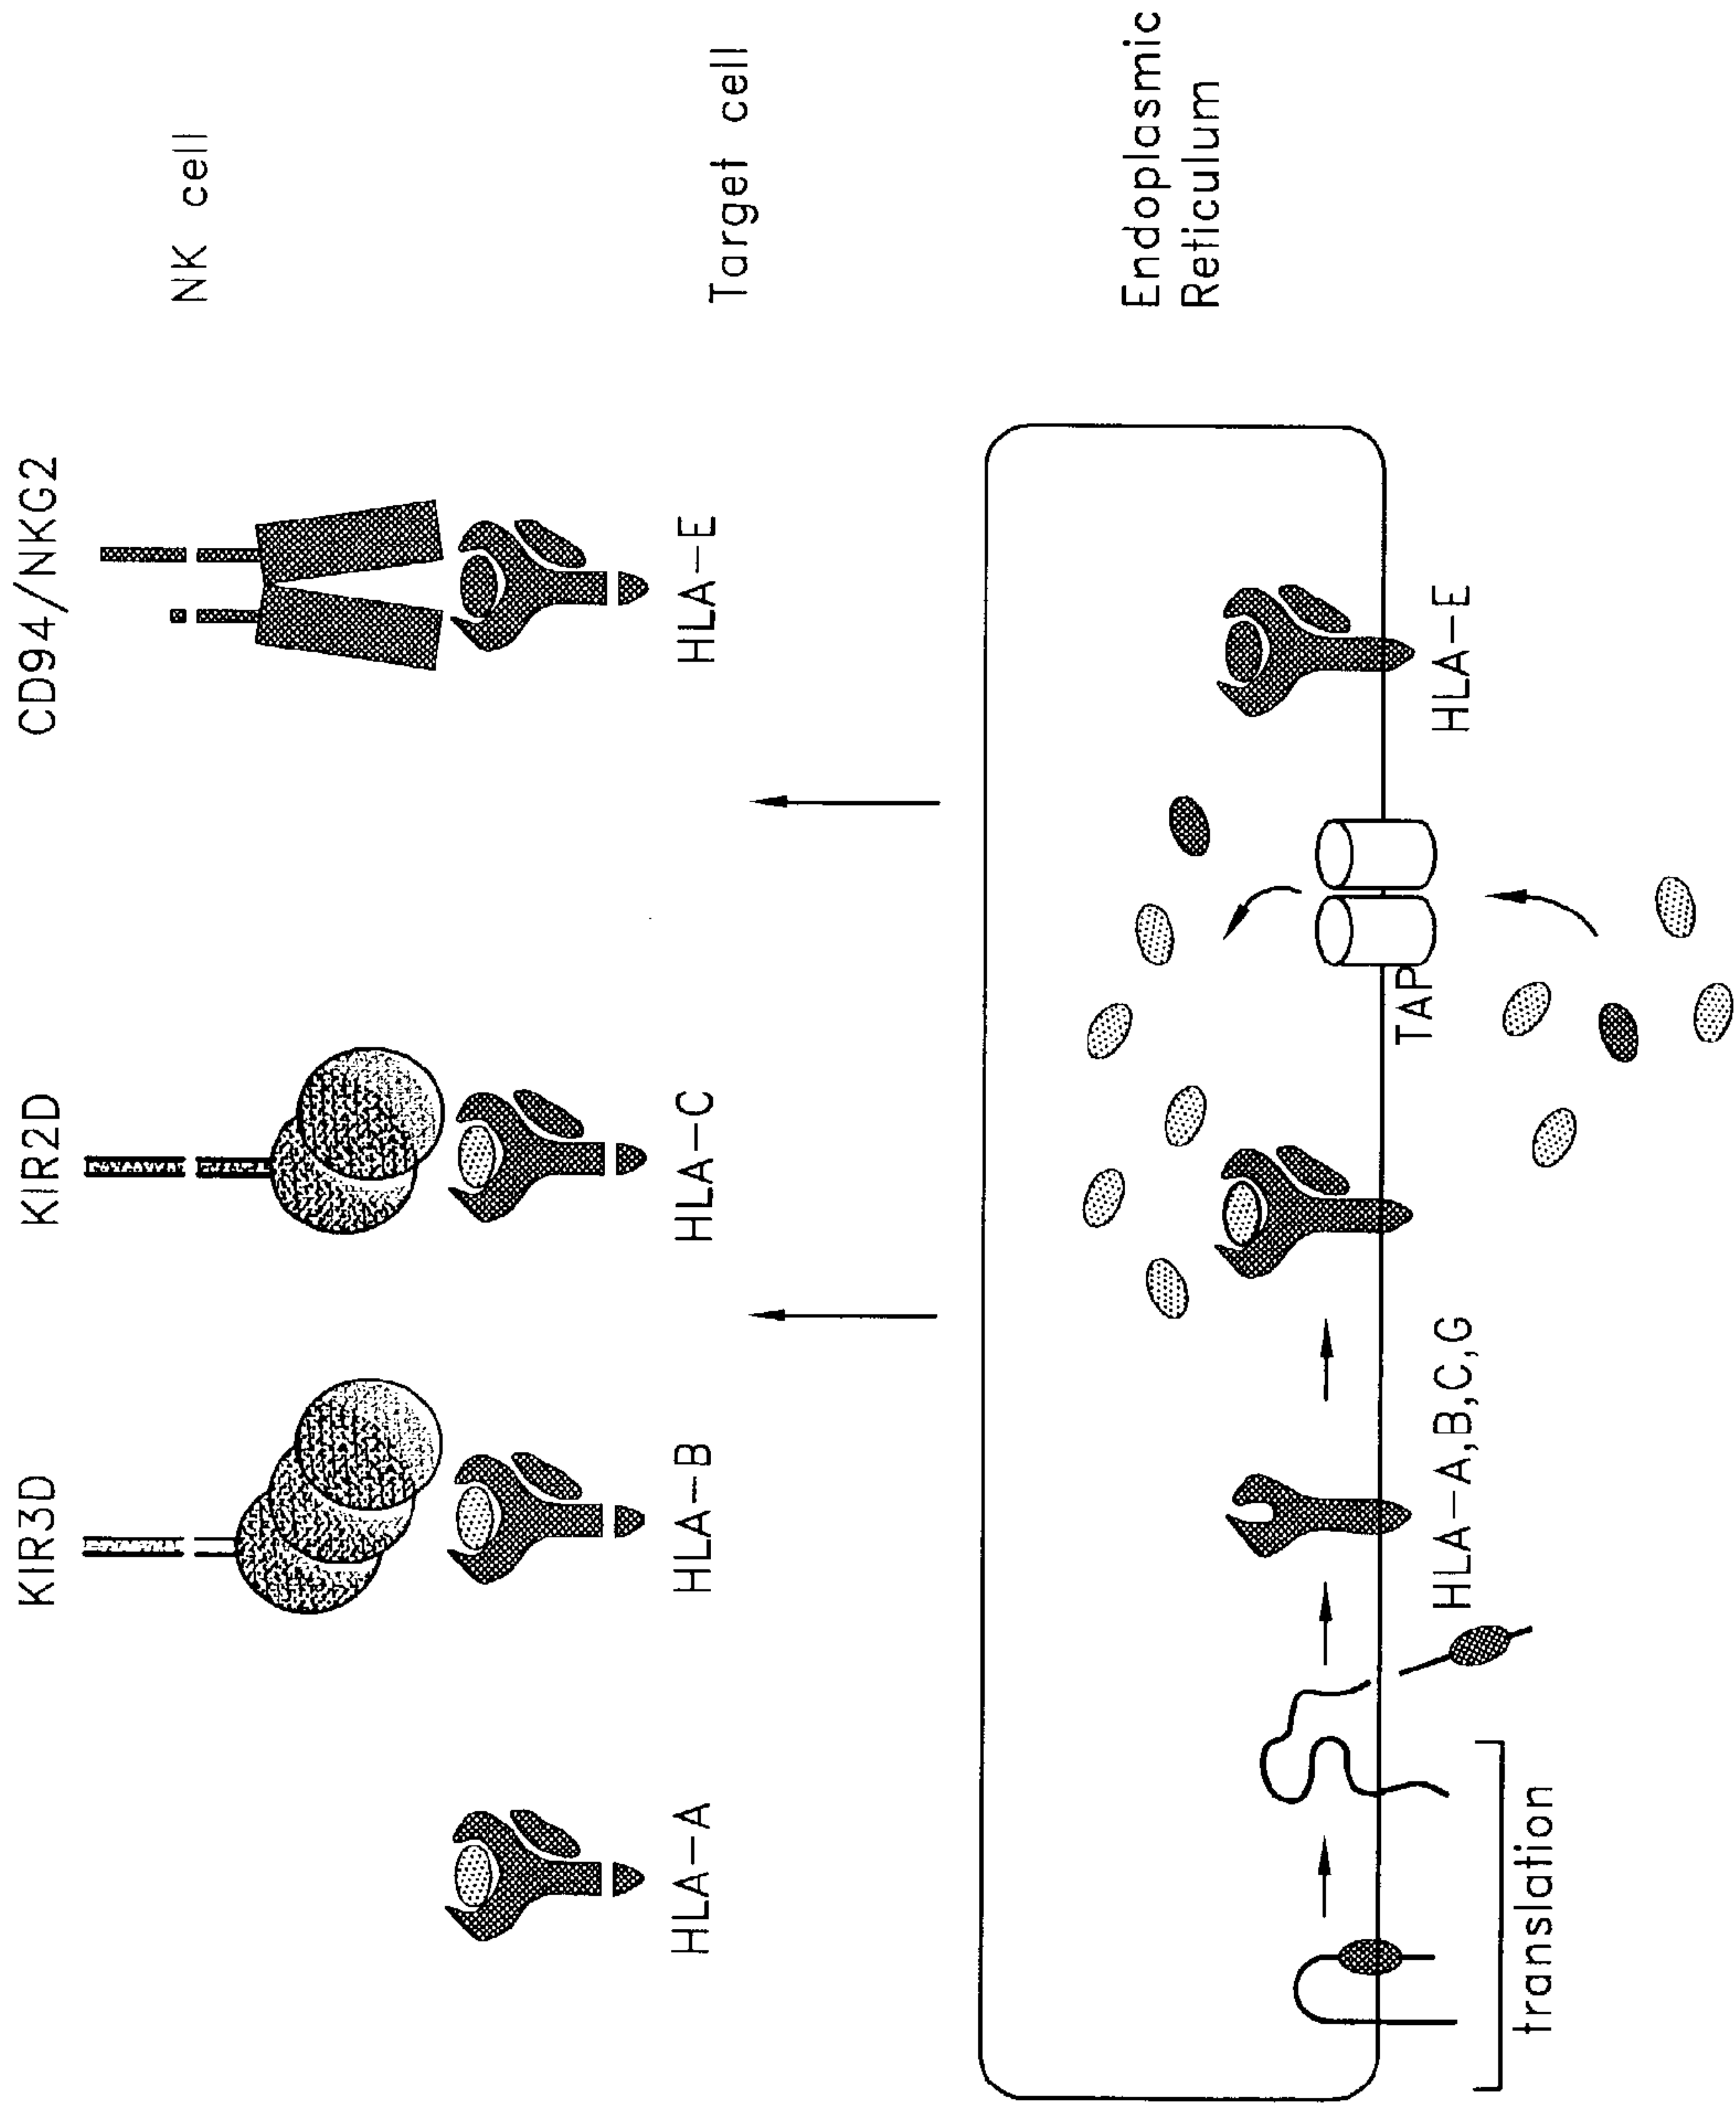 KIR3D
KIR2D
CD94/NKG2
NK cell
HLA-A
HLA-B
HLA-C
HLA-E
Target cell
Endoplasmic
Reticulum
TAP
HLA-A,B,C,G
HLA-E
translation